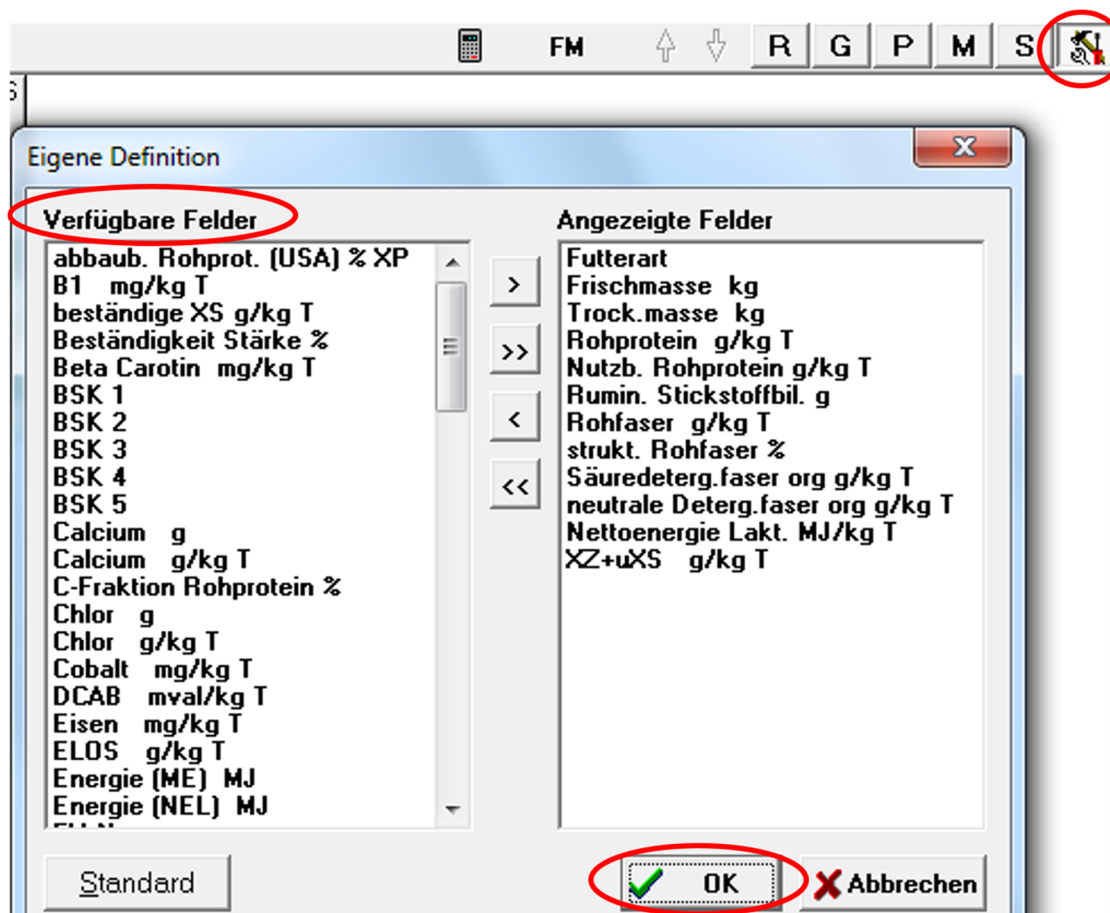 FM R G P M S
Eigene Definition
Verfügbare Felder
abbaub. Rohprot. (USA) % XP
B1 mg/kg T
beständige XS g/kg T
Beständigkeit Stärke %
Beta Carotin mg/kg T
BSK 1
BSK 2
BSK 3
BSK 4
BSK 5
Calcium g
Calcium g/kg T
C-Fraktion Rohprotein %
Chlor g
Chlor g/kg T
Cobalt mg/kg T
DCAB mval/kg T
Eisen mg/kg T
ELOS g/kg T
Energie (ME) MJ
Energie (NEL) MJ
>
>>
<
<<
Angezeigte Felder
Futterart
Frischmasse kg
Trock.masse kg
Rohprotein g/kg T
Nutzb. Rohprotein g/kg T
Rumin. Stickstoffbil. g
Rohfaser g/kg T
strukt. Rohfaser %
Säuredeterg.faser org g/kg T
neutrale Deterg.faser org g/kg T
Nettoenergie Lakt. MJ/kg T
XZ+uXS g/kg T
Standard
OK
Abbrechen